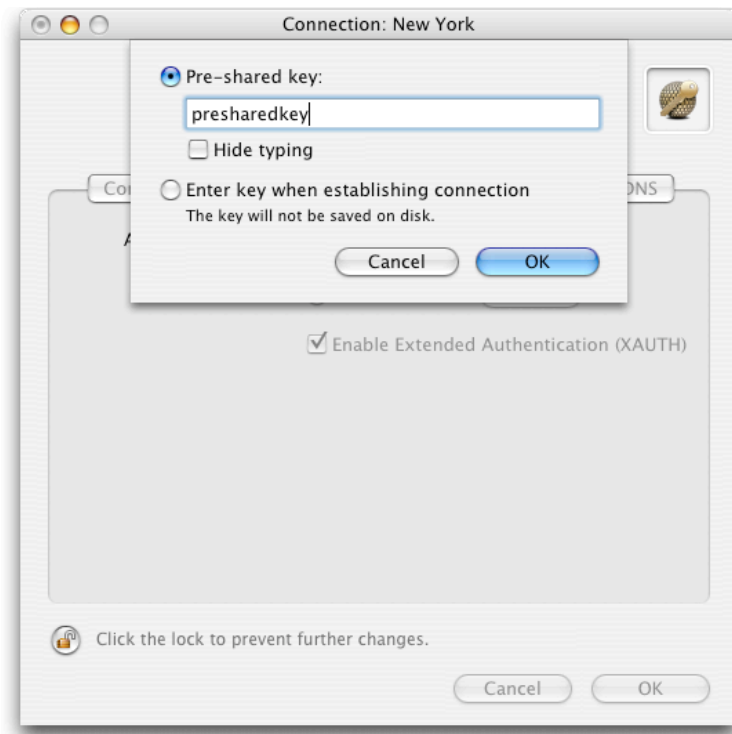 Connection: New York
Pre-shared key:
presharedkey
Hide typing
Enter key when establishing connection
The key will not be saved on disk.
Cancel OK
Enable Extended Authentication (XAUTH)
Click the lock to prevent further changes.
Cancel OK